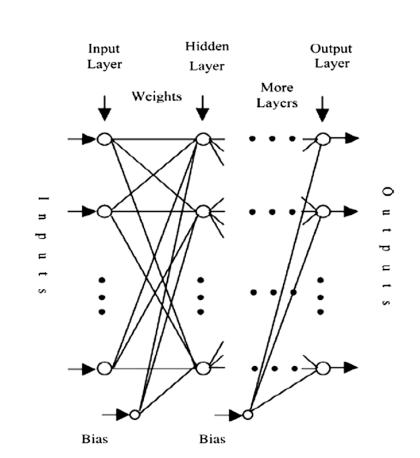 Input
Layer
Hidden
Layer
Output
Layer
Weights
More
Layers
Inputs
Outputs
Bias
Bias